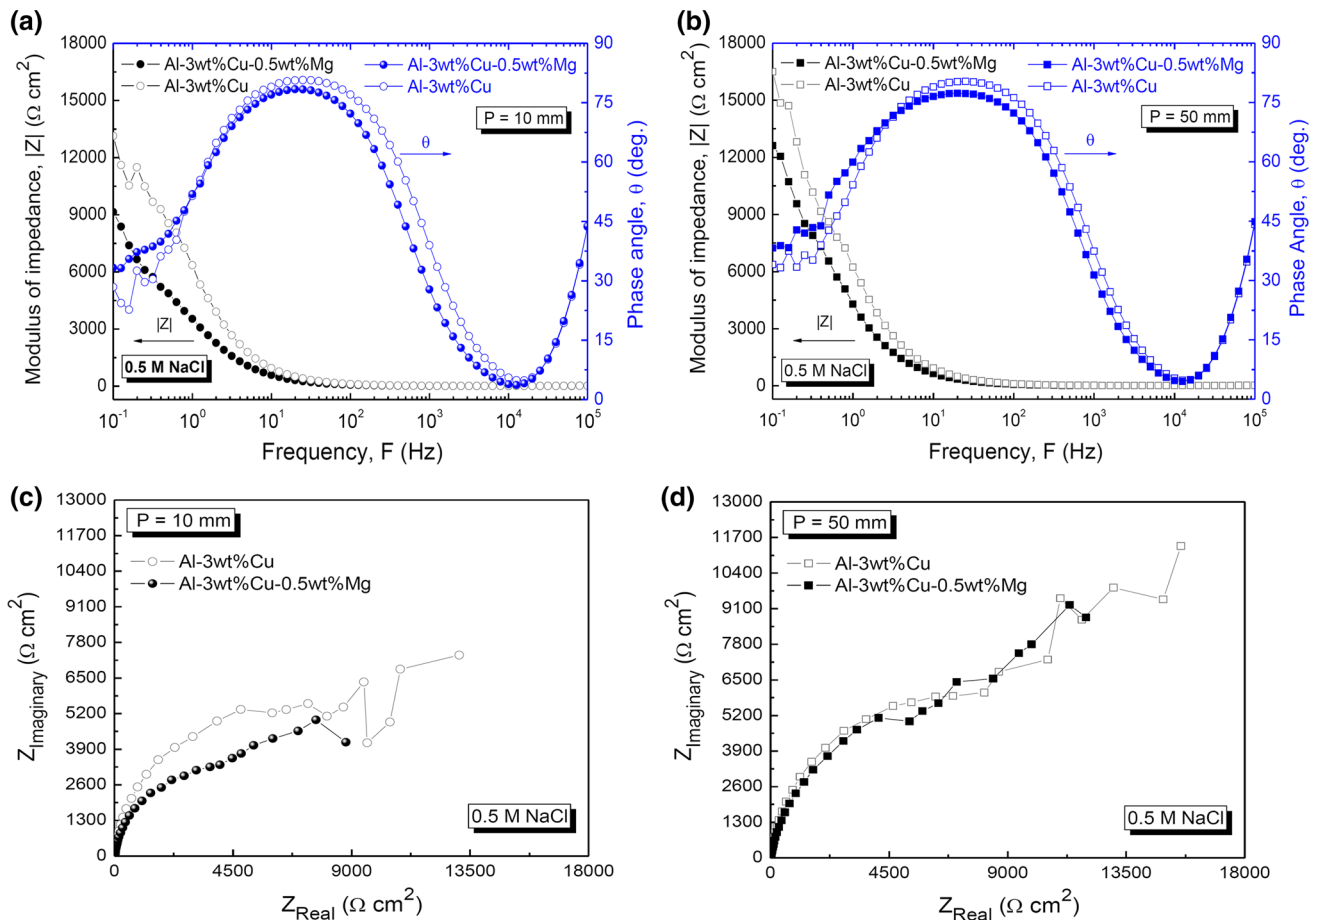 (a)
18000
15000
12000
9000
6000
3000
0
Modulus of impedance, |Z| (Ω cm²)
Al-3wt%Cu-0.5wt%Mg
Al-3wt%Cu
Al-3wt%Cu-0.5wt%Mg
Al-3wt%Cu
P = 10 mm
θ
|Z|
0.5 M NaCl
90
75
60
45
30
15
0
Phase angle, θ (deg.)
10⁻¹ 10⁰ 10¹ 10² 10³ 10⁴ 10⁵
Frequency, F (Hz)
(b)
18000
15000
12000
9000
6000
3000
0
Modulus of impedance, |Z| (Ω cm²)
Al-3wt%Cu-0.5wt%Mg
Al-3wt%Cu
Al-3wt%Cu-0.5wt%Mg
Al-3wt%Cu
P = 50 mm
θ
|Z|
0.5 M NaCl
90
75
60
45
30
15
0
Phase Angle, θ (deg.)
10⁻¹ 10⁰ 10¹ 10² 10³ 10⁴ 10⁵
Frequency, F (Hz)
(c)
13000
11700
10400
9100
7800
6500
5200
3900
2600
1300
0
Z_Imaginary (Ω cm²)
P = 10 mm
Al-3wt%Cu
Al-3wt%Cu-0.5wt%Mg
0.5 M NaCl
0 4500 9000 13500 18000
Z_Real (Ω cm²)
(d)
13000
11700
10400
9100
7800
6500
5200
3900
2600
1300
0
Z_Imaginary (Ω cm²)
P = 50 mm
Al-3wt%Cu
Al-3wt%Cu-0.5wt%Mg
0.5 M NaCl
0 4500 9000 13500 18000
Z_Real (Ω cm²)